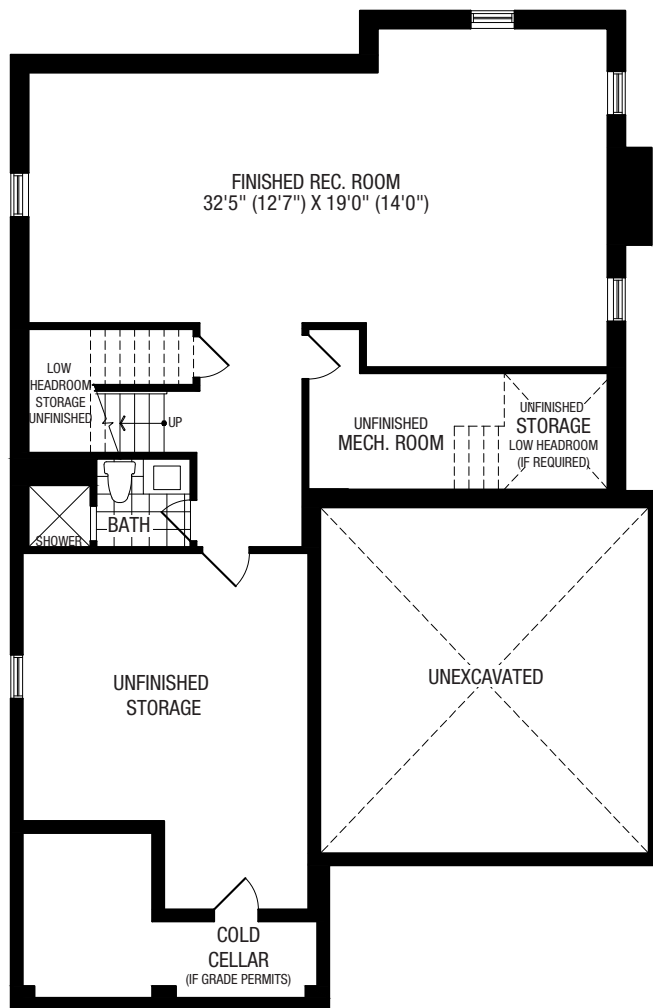 FINISHED REC. ROOM
32'5" (12'7") X 19'0" (14'0")
LOW
HEADROOM
STORAGE
UNFINISHED
UP
UNFINISHED
MECH. ROOM
UNFINISHED
STORAGE
LOW HEADROOM
(IF REQUIRED)
BATH
SHOWER
UNFINISHED
STORAGE
UNEXCAVATED
COLD
CELLAR
(IF GRADE PERMITS)